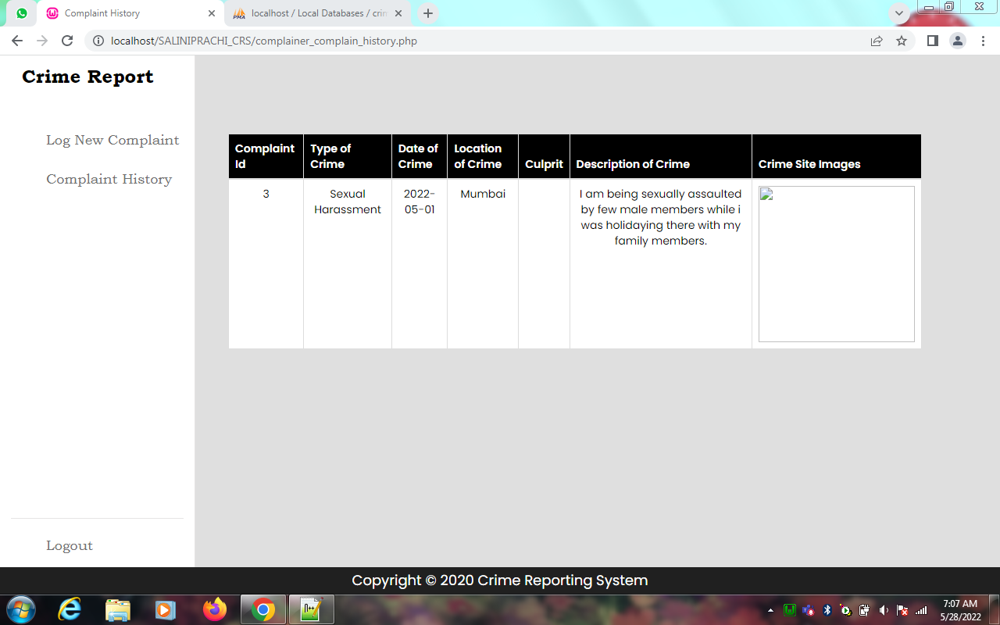 Complaint History
localhost / Local Databases / crin
localhost/SALINIPRACHI_CRS/complainer_complain_history.php
Crime Report
Log New Complaint
Complaint History
Logout
Complaint Id
Type of Crime
Date of Crime
Location of Crime
Culprit
Description of Crime
Crime Site Images
3
Sexual Harassment
2022-05-01
Mumbai
I am being sexually assaulted
by few male members while i
was holidaying there with my
family members.
Copyright © 2020 Crime Reporting System
7:07 AM
5/28/2022